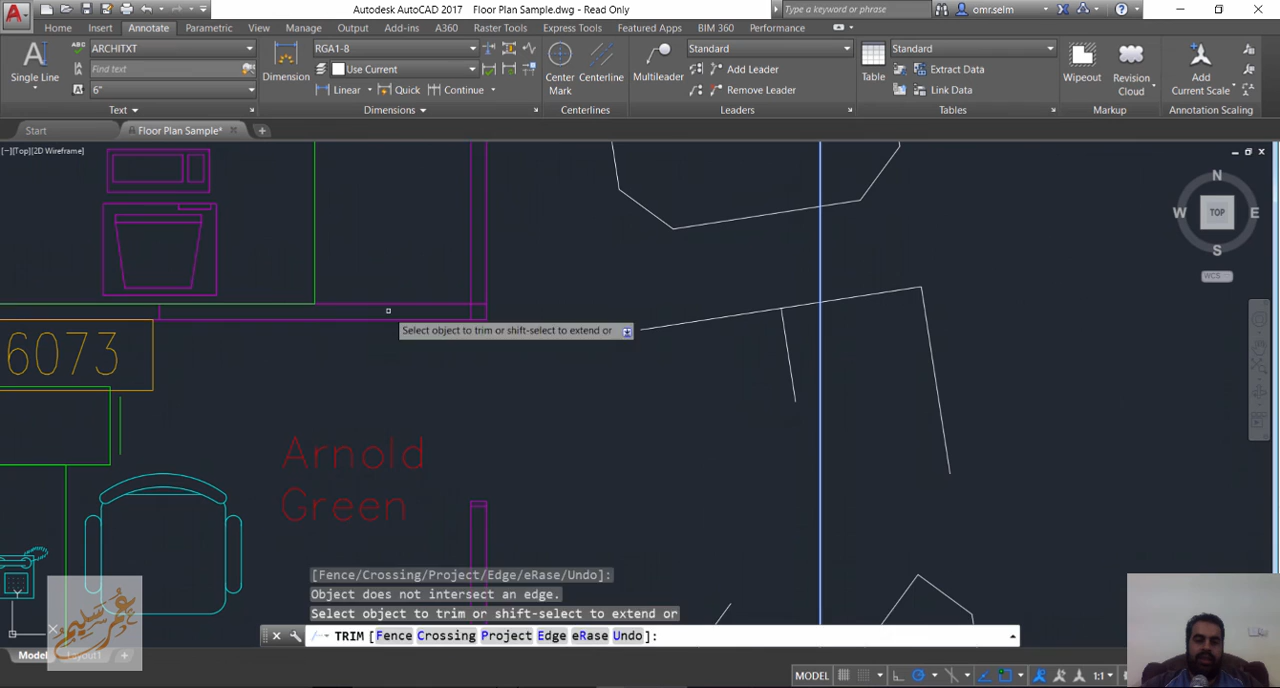 Autodesk AutoCAD 2017 Floor Plan Sample.dwg - Read Only
Type a keyword or phrase
omr.selm
Home Insert Annotate Parametric View Manage Output Add-ins A360 Raster Tools Express Tools Featured Apps BIM 360 Performance
Single Line
ARCHITXT
Find text
6"
Text
Dimension
RGA1-8
Use Current
Linear Quick Continue
Dimensions
Center Mark
Centerline
Centerlines
Multileader
Standard
Add Leader
Remove Leader
Leaders
Table
Standard
Extract Data
Link Data
Tables
Wipeout
Revision Cloud
Markup
Add Current Scale
Annotation Scaling
Start Floor Plan Sample*
[−][Top][2D Wireframe]
N
W TOP E
S
WCS
Select object to trim or shift-select to extend or
6073
Arnold
Green
[Fence/Crossing/Project/Edge/eRase/Undo]:
Object does not intersect an edge.
Select object to trim or shift-select to extend or
TRIM [Fence Crossing Project Edge eRase Undo]:
Y
X
عمر سليم
Model Layout1
MODEL
1:1